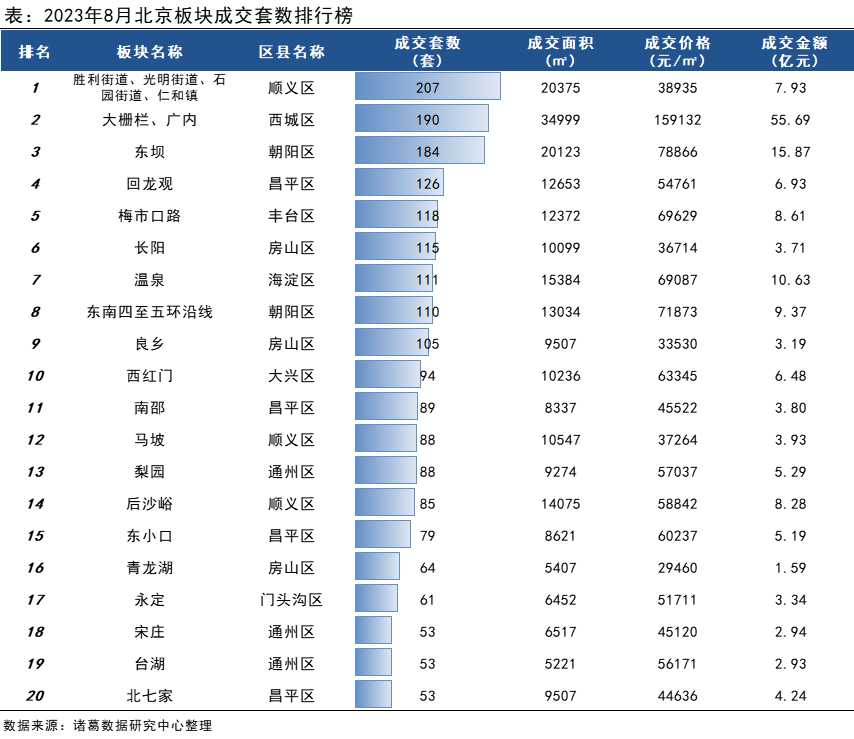 表：2023年8月北京板块成交套数排行榜
排名 板块名称 区县名称 成交套数（套） 成交面积（㎡） 成交价格（元/㎡） 成交金额（亿元）
1 胜利街道、光明街道、石园街道、仁和镇 顺义区 207 20375 38935 7.93
2 大栅栏、广内 西城区 190 34999 159132 55.69
3 东坝 朝阳区 184 20123 78866 15.87
4 回龙观 昌平区 126 12653 54761 6.93
5 梅市口路 丰台区 118 12372 69629 8.61
6 长阳 房山区 115 10099 36714 3.71
7 温泉 海淀区 111 15384 69087 10.63
8 东南四至五环沿线 朝阳区 110 13034 71873 9.37
9 良乡 房山区 105 9507 33530 3.19
10 西红门 大兴区 94 10236 63345 6.48
11 南邵 昌平区 89 8337 45522 3.80
12 马坡 顺义区 88 10547 37264 3.93
13 梨园 通州区 88 9274 57037 5.29
14 后沙峪 顺义区 85 14075 58842 8.28
15 东小口 昌平区 79 8621 60237 5.19
16 青龙湖 房山区 64 5407 29460 1.59
17 永定 门头沟区 61 6452 51711 3.34
18 宋庄 通州区 53 6517 45120 2.94
19 台湖 通州区 53 5221 56171 2.93
20 北七家 昌平区 53 9507 44636 4.24
数据来源：诸葛数据研究中心整理